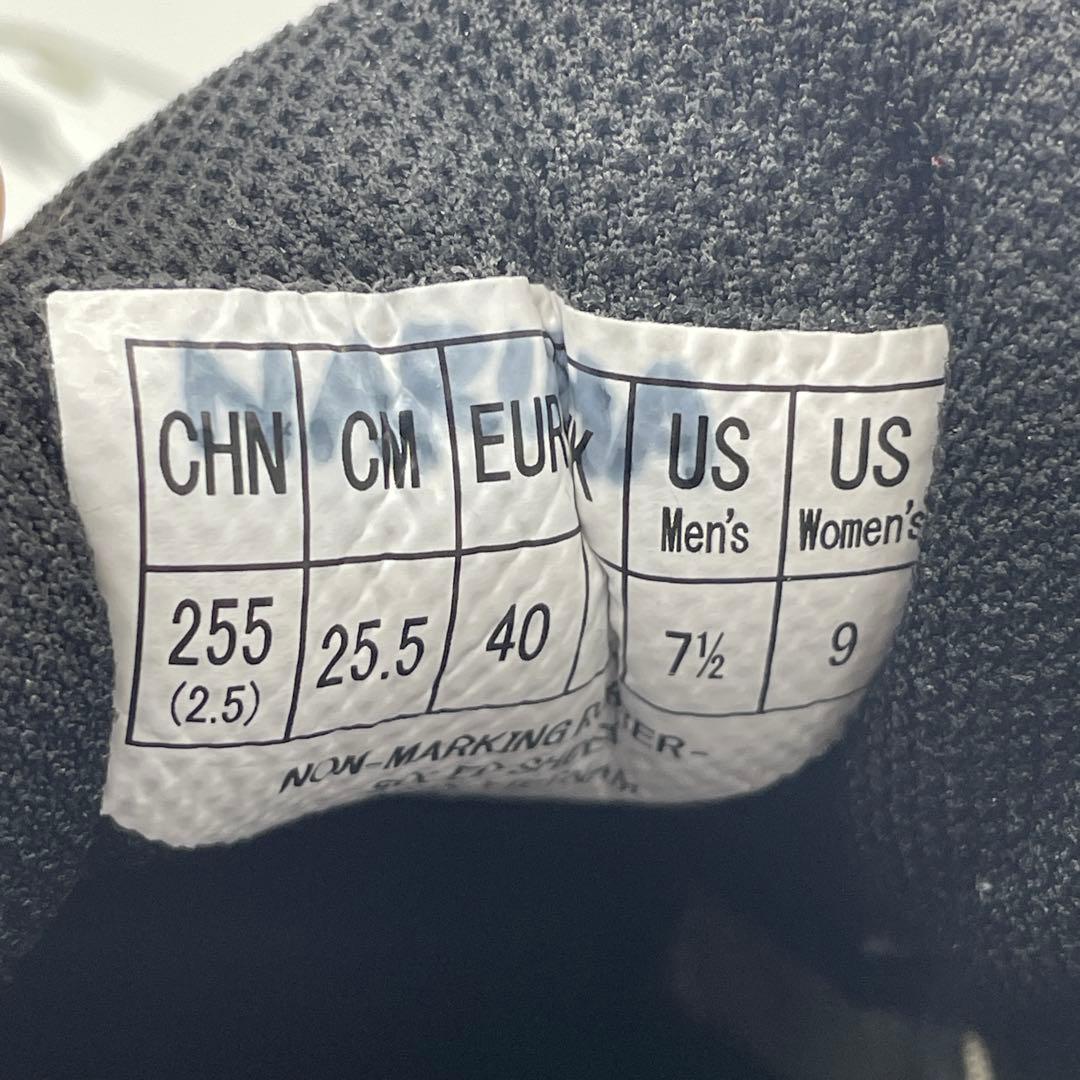 CHN CM EUR K US US
Men's Women's
255 25.5 40 7½ 9
(2.5)
NON-MARKING